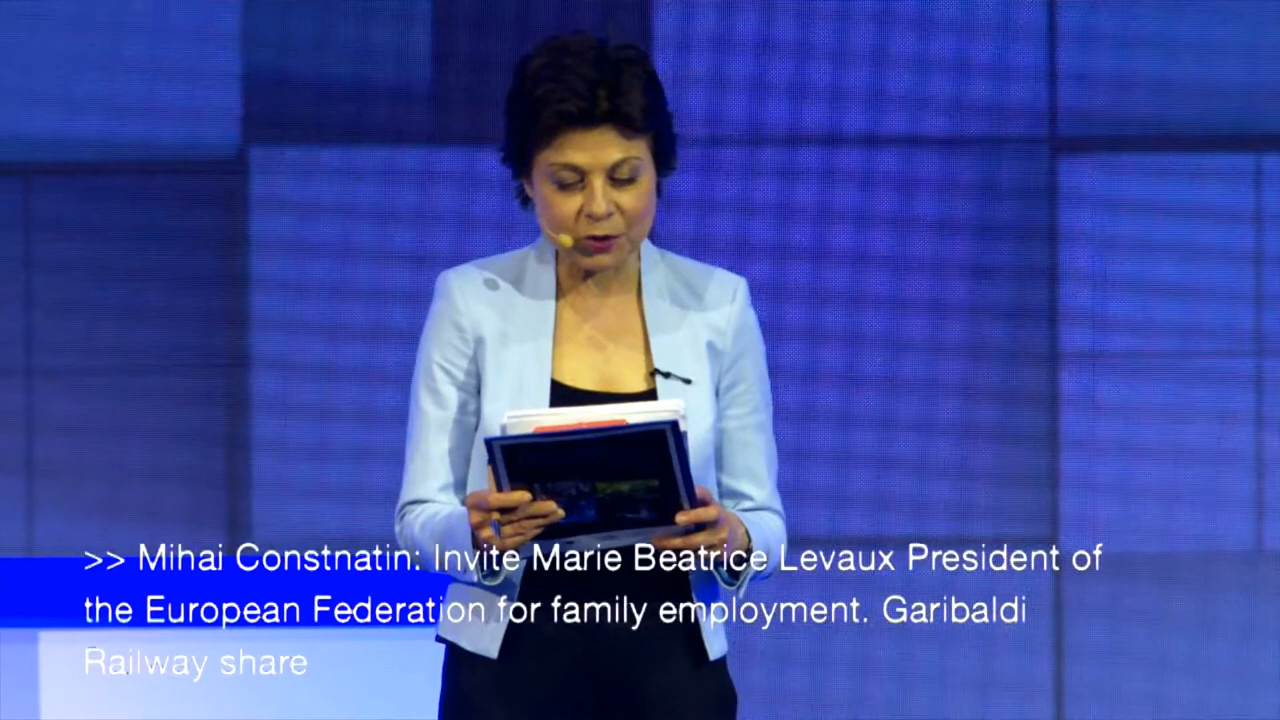 >> Mihai Constnatin: Invite Marie Beatrice Levaux President of
the European Federation for family employment. Garibaldi
Railway share